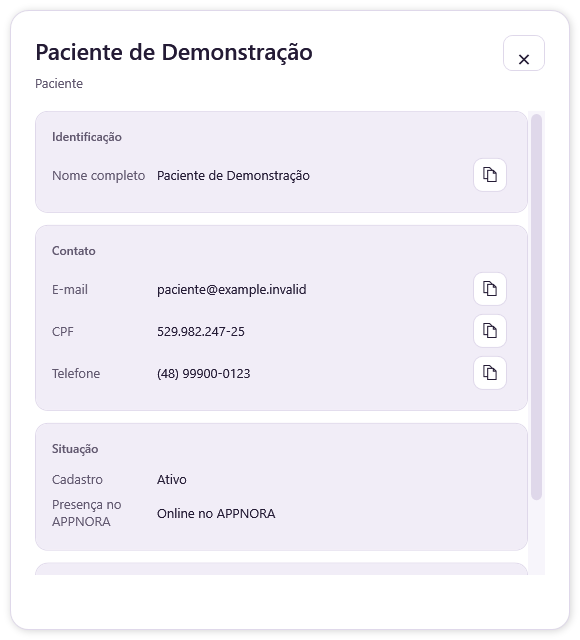 Paciente de Demonstração
Paciente
Identificação
Nome completo Paciente de Demonstração
Contato
E-mail paciente@example.invalid
CPF 529.982.247-25
Telefone (48) 99900-0123
Situação
Cadastro Ativo
Presença no
APPNORA Online no APPNORA